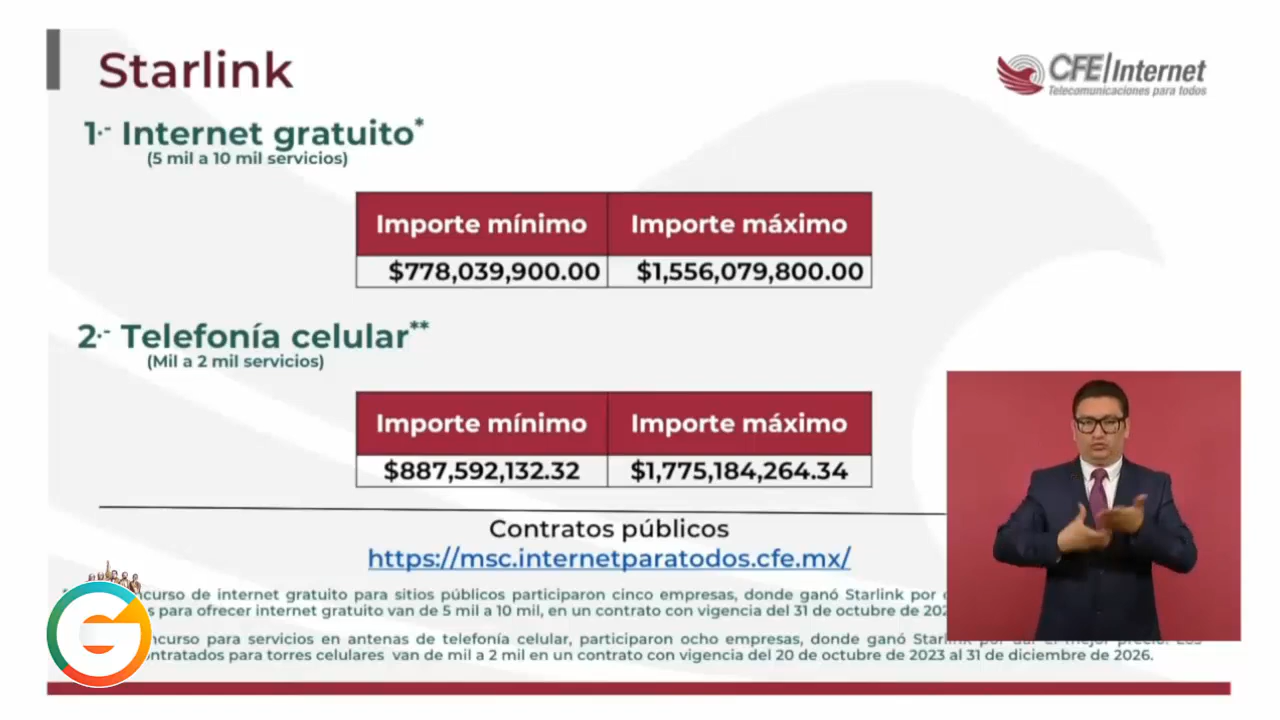 Starlink
CFE/Internet
Telecomunicaciones para todos
1.- Internet gratuito*
(5 mil a 10 mil servicios)
Importe mínimo Importe máximo
$778,039,900.00 $1,556,079,800.00
2.- Telefonía celular**
(Mil a 2 mil servicios)
Importe mínimo Importe máximo
$887,592,132.32 $1,775,184,264.34
Contratos públicos
https://msc.internetparatodos.cfe.mx/
de internet gratuito para sitios públicos participaron cinco empresas, donde ganó Starlink por
para ofrecer internet gratuito van de 5 mil a 10 mil, en un contrato con vigencia del 31 de octubre de
para servicios en antenas de telefonía celular, participaron ocho empresas, donde ganó Starlink por dar el mejor precio. Los
para torres celulares van de mil a 2 mil en un contrato con vigencia del 20 de octubre de 2023 al 31 de diciembre de 2026.
G